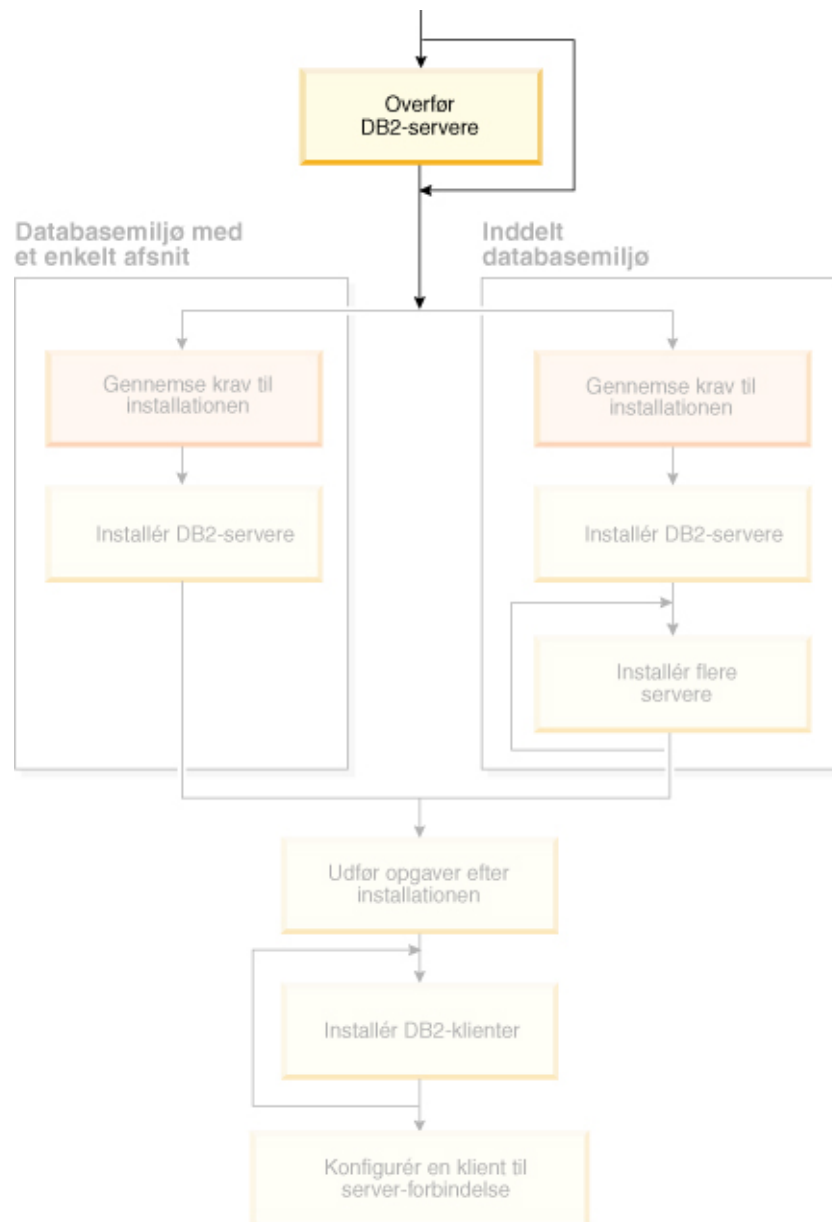 Overfør
DB2-servere
Databasemiljø med
et enkelt afsnit
Gennemse krav til
installationen
Installér DB2-servere
Inddelt
databasemiljø
Gennemse krav til
installationen
Installér DB2-servere
Installér flere
servere
Udfør opgaver efter
installationen
Installér DB2-klienter
Konfigurér en klient til
server-forbindelse